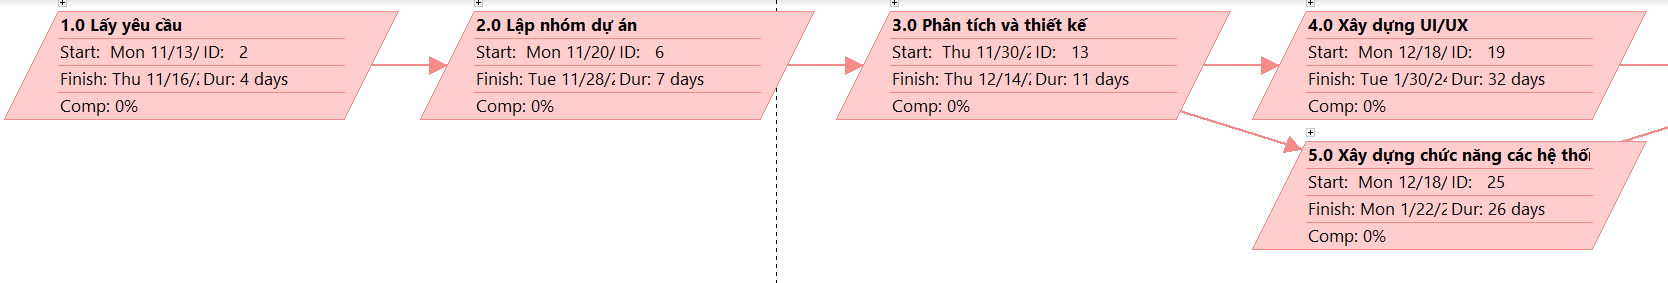 1.0 Lấy yêu cầu
Start: Mon 11/13/ ID: 2
Finish: Thu 11/16/2 Dur: 4 days
Comp: 0%
2.0 Lập nhóm dự án
Start: Mon 11/20/ ID: 6
Finish: Tue 11/28/2 Dur: 7 days
Comp: 0%
3.0 Phân tích và thiết kế
Start: Thu 11/30/2 ID: 13
Finish: Thu 12/14/2 Dur: 11 days
Comp: 0%
4.0 Xây dựng UI/UX
Start: Mon 12/18/ ID: 19
Finish: Tue 1/30/24 Dur: 32 days
Comp: 0%
5.0 Xây dựng chức năng các hệ thốn
Start: Mon 12/18/ ID: 25
Finish: Mon 1/22/2 Dur: 26 days
Comp: 0%